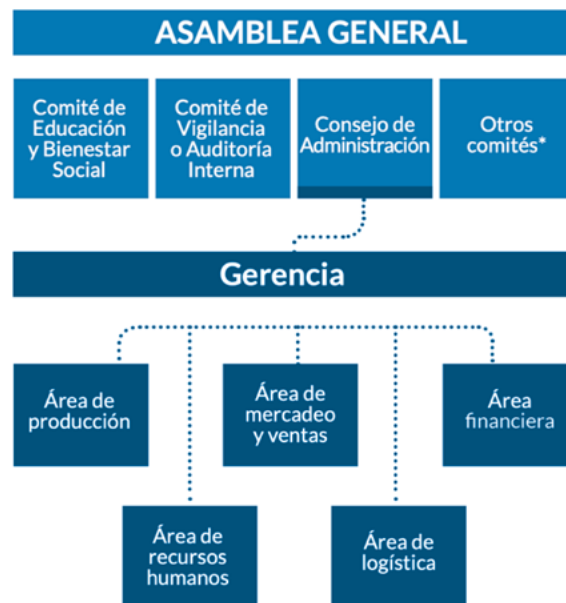 ASAMBLEA GENERAL
Comité de
Educación
y Bienestar
Social
Comité de
Vigilancia
o Auditoría
Interna
Consejo de
Administración
Otros
comités*
Gerencia
Área de
producción
Área de
mercadeo
y ventas
Área
financiera
Área de
recursos
humanos
Área de
logística